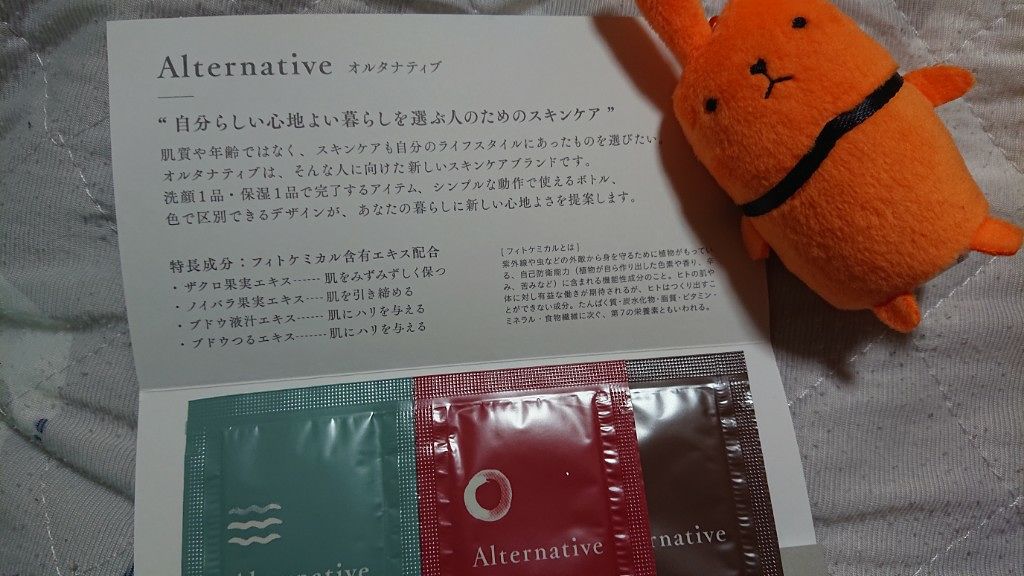 Alternative オルタナティブ
“ 自分らしい心地よい暮らしを選ぶ人のためのスキンケア ”
肌質や年齢ではなく、スキンケアも自分のライフスタイルにあったものを選びたい。
オルタナティブは、そんな人に向けた新しいスキンケアブランドです。
洗顔1品・保湿1品で完了するアイテム、シンプルな動作で使えるボトル、
色で区別できるデザインが、あなたの暮らしに新しい心地よさを提案します。
特長成分：フィトケミカル含有エキス配合
・ザクロ果実エキス------ 肌をみずみずしく保つ
・ノイバラ果実エキス---- 肌を引き締める
・ブドウ液汁エキス------ 肌にハリを与える
・ブドウつるエキス------ 肌にハリを与える
[フィトケミカルとは]
紫外線や虫などの外敵から身を守るために植物がもってい
る、自己防衛能力（植物が自ら作り出した色素や香り、辛
み、苦みなど）に含まれる機能性成分のこと。ヒトの肌や
体に対し有益な働きが期待されるが、ヒトはつくり出すこ
とができない成分。たんぱく質・炭水化物・脂質・ビタミン・
ミネラル・食物繊維に次ぐ、第7の栄養素ともいわれる。
Alternative
Alternative
rnative